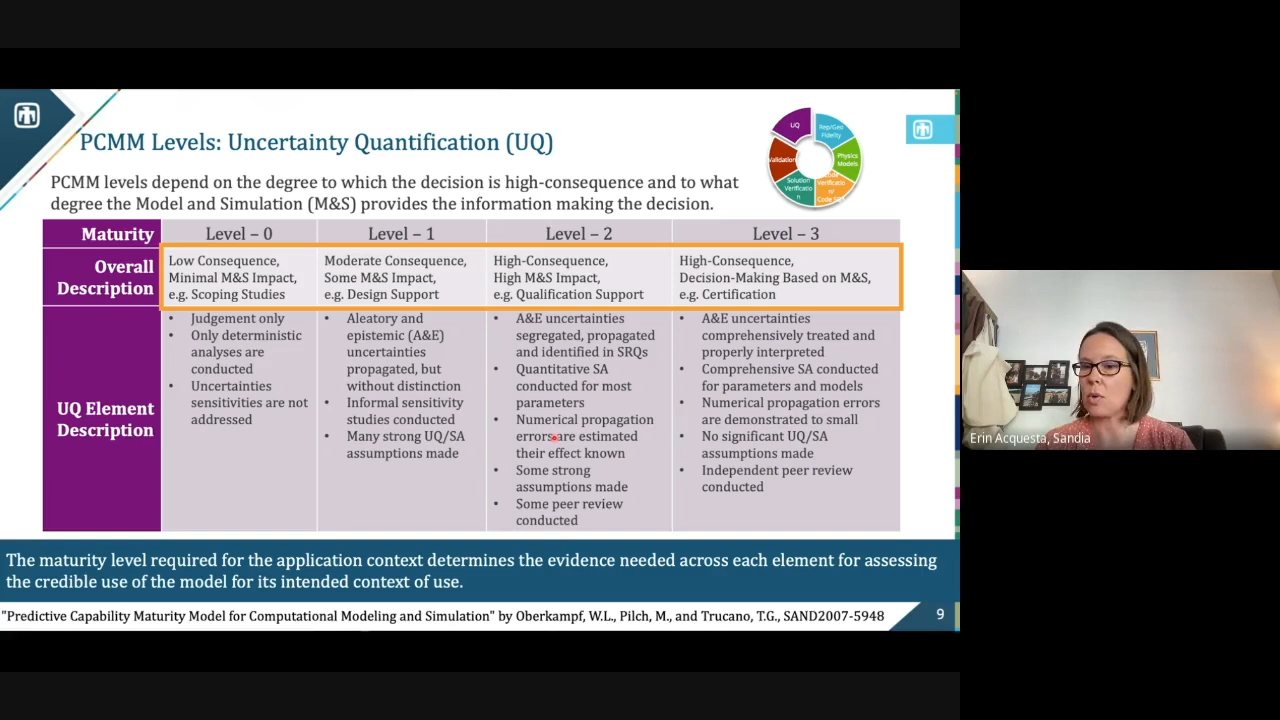 PCMM Levels: Uncertainty Quantification (UQ)
PCMM levels depend on the degree to which the decision is high-consequence and to what
degree the Model and Simulation (M&S) provides the information making the decision.
UQ
Rep/Geo
Fidelity
Physics
Models
Code
Verificatio
n/
Code SQA
Solution
Verificatio
n
Validation
Maturity
Level – 0
Level – 1
Level – 2
Level – 3
Overall
Description
Low Consequence,
Minimal M&S Impact,
e.g. Scoping Studies
Moderate Consequence,
Some M&S Impact,
e.g. Design Support
High-Consequence,
High M&S Impact,
e.g. Qualification Support
High-Consequence,
Decision-Making Based on M&S,
e.g. Certification
UQ Element
Description
• Judgement only
• Only deterministic
analyses are
conducted
• Uncertainties
sensitivities are not
addressed
• Aleatory and
epistemic (A&E)
uncertainties
propagated, but
without distinction
• Informal sensitivity
studies conducted
• Many strong UQ/SA
assumptions made
• A&E uncertainties
segregated, propagated
and identified in SRQs
• Quantitative SA
conducted for most
parameters
• Numerical propagation
errors are estimated
their effect known
• Some strong
assumptions made
• Some peer review
conducted
• A&E uncertainties
comprehensively treated and
properly interpreted
• Comprehensive SA conducted
for parameters and models
• Numerical propagation errors
are demonstrated to small
• No significant UQ/SA
assumptions made
• Independent peer review
conducted
The maturity level required for the application context determines the evidence needed across each element for assessing
the credible use of the model for its intended context of use.
"Predictive Capability Maturity Model for Computational Modeling and Simulation" by Oberkampf, W.L., Pilch, M., and Trucano, T.G., SAND2007-5948
9
Erin Acquesta, Sandia